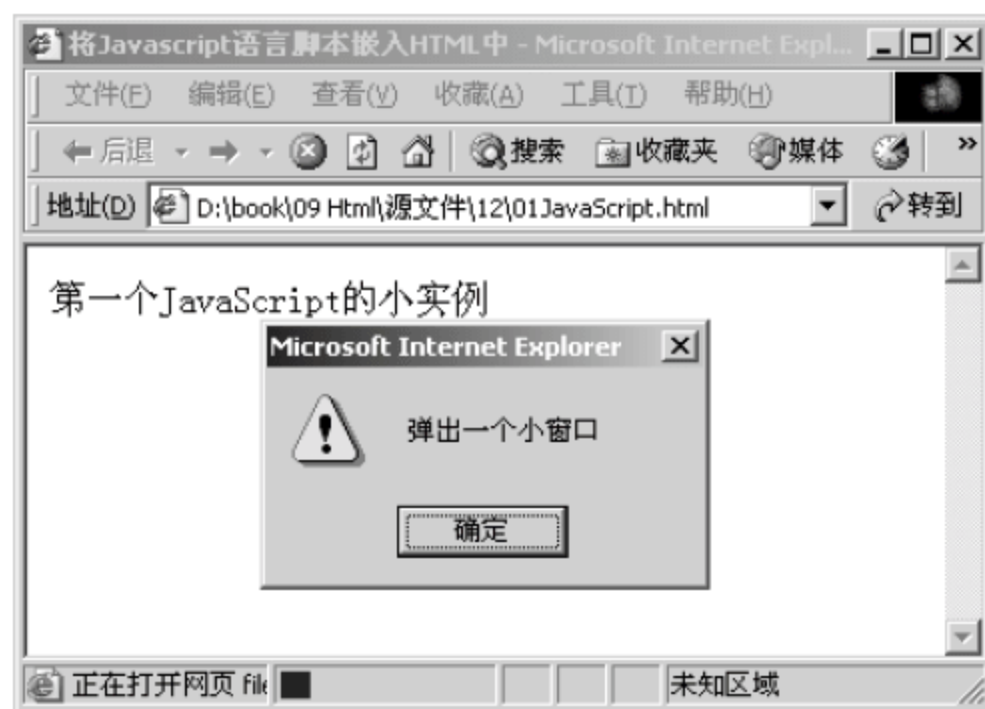 将Javascript语言脚本嵌入HTML中 - Microsoft Internet Expl...
文件(F) 编辑(E) 查看(V) 收藏(A) 工具(T) 帮助(H)
后退 搜索 收藏夹 媒体 »
地址(D) D:\book\09 Html\源文件\12\01JavaScript.html 转到
第一个JavaScript的小实例
Microsoft Internet Explorer
弹出一个小窗口
确定
正在打开网页 file 未知区域